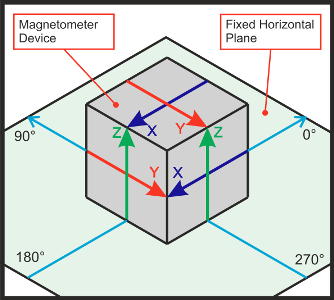 Magnetometer
Device
Fixed Horizontal
Plane
X
Y
90°
Z
Z
0°
Y
X
180°
270°